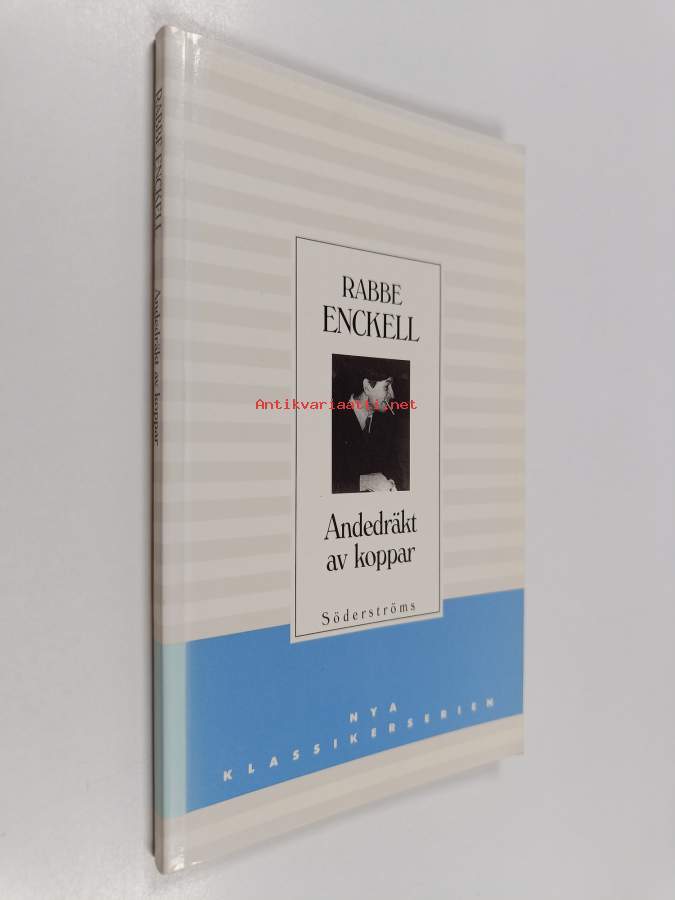 RABBE ENCKELL Andedräkt av koppar
RABBE
ENCKELL
Antikvariaatti.net
Andedräkt
av koppar
Söderströms
NYA
KLASSIKERSERIEN